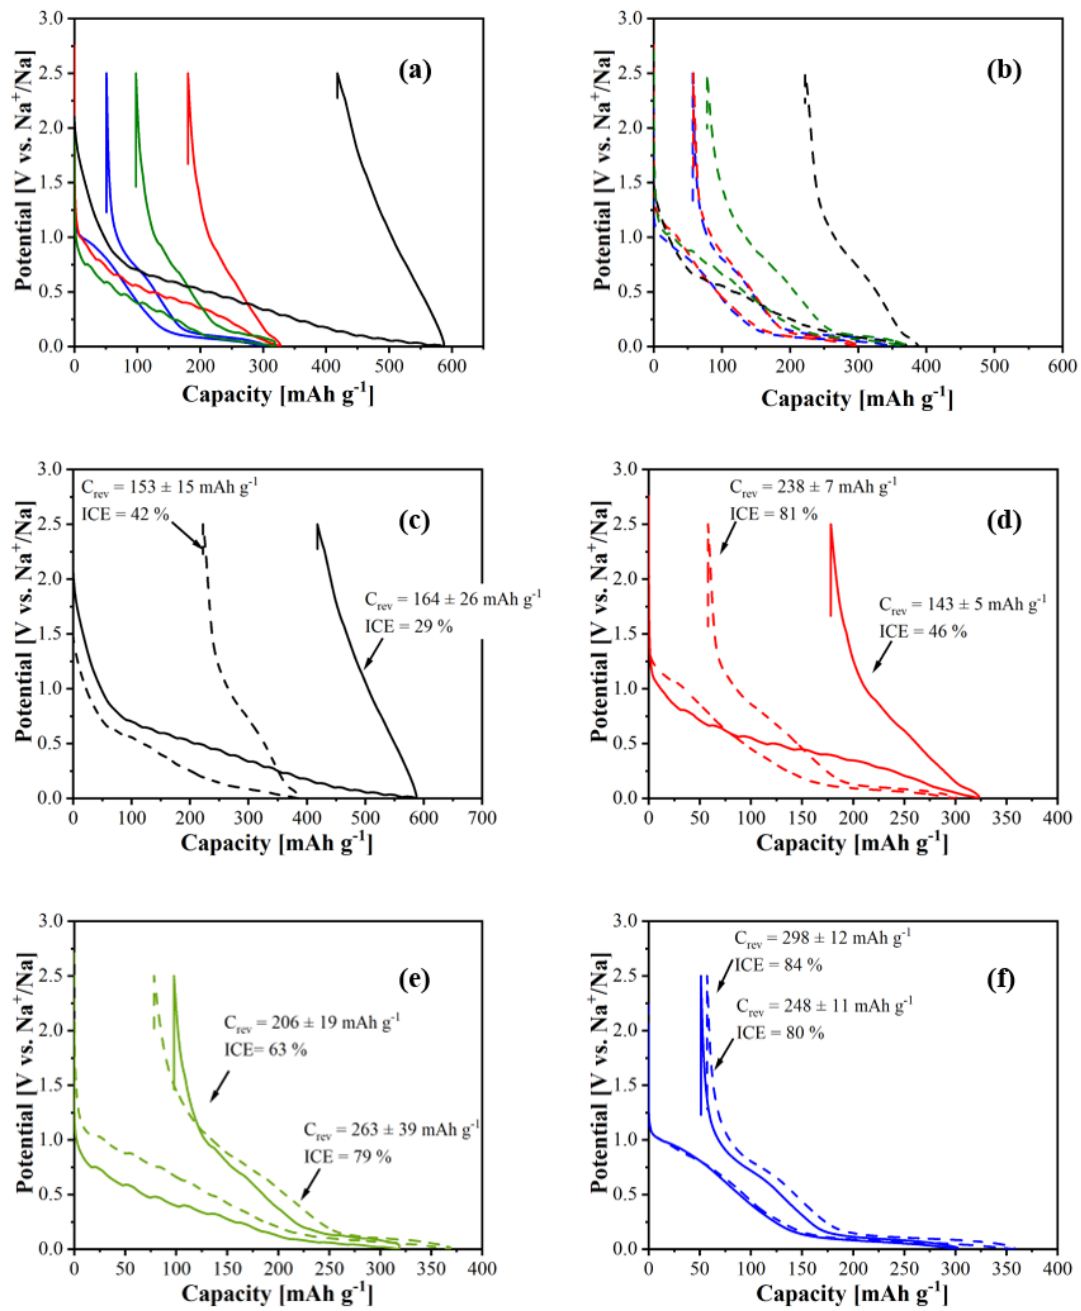 (a)
Potential [V vs. Na⁺/Na]
3.0
2.5
2.0
1.5
1.0
0.5
0.0
0 100 200 300 400 500 600
Capacity [mAh g⁻¹]
(b)
Potential [V vs. Na⁺/Na]
3.0
2.5
2.0
1.5
1.0
0.5
0.0
0 100 200 300 400 500 600
Capacity [mAh g⁻¹]
(c)
Potential [V vs. Na⁺/Na]
3.0
2.5
2.0
1.5
1.0
0.5
0.0
C_rev = 153 ± 15 mAh g⁻¹
ICE = 42 %
C_rev = 164 ± 26 mAh g⁻¹
ICE = 29 %
0 100 200 300 400 500 600 700
Capacity [mAh g⁻¹]
(d)
Potential [V vs. Na⁺/Na]
3.0
2.5
2.0
1.5
1.0
0.5
0.0
C_rev = 238 ± 7 mAh g⁻¹
ICE = 81 %
C_rev = 143 ± 5 mAh g⁻¹
ICE = 46 %
0 50 100 150 200 250 300 350 400
Capacity [mAh g⁻¹]
(e)
Potential [V vs. Na⁺/Na]
3.0
2.5
2.0
1.5
1.0
0.5
0.0
C_rev = 206 ± 19 mAh g⁻¹
ICE= 63 %
C_rev = 263 ± 39 mAh g⁻¹
ICE = 79 %
0 50 100 150 200 250 300 350 400
Capacity [mAh g⁻¹]
(f)
Potential [V vs. Na⁺/Na]
3.0
2.5
2.0
1.5
1.0
0.5
0.0
C_rev = 298 ± 12 mAh g⁻¹
ICE = 84 %
C_rev = 248 ± 11 mAh g⁻¹
ICE = 80 %
0 50 100 150 200 250 300 350 400
Capacity [mAh g⁻¹]